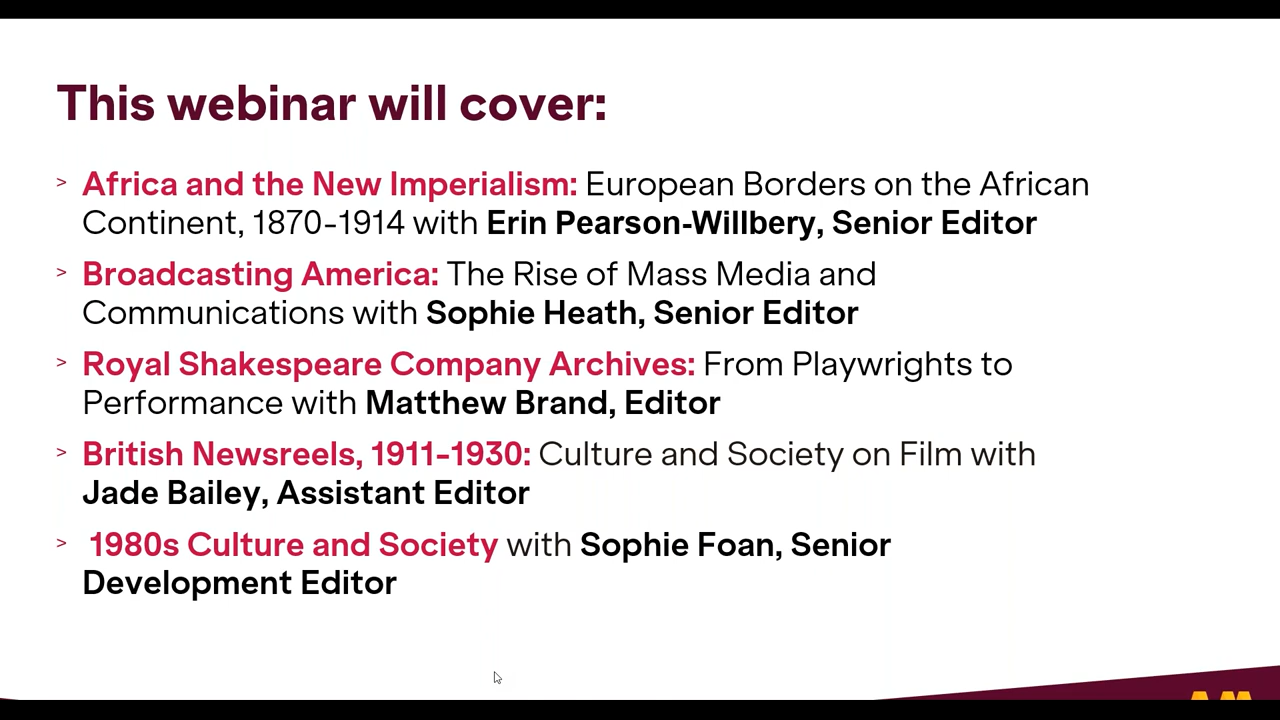 This webinar will cover:
> Africa and the New Imperialism: European Borders on the African
Continent, 1870-1914 with Erin Pearson-Willbery, Senior Editor
> Broadcasting America: The Rise of Mass Media and
Communications with Sophie Heath, Senior Editor
> Royal Shakespeare Company Archives: From Playwrights to
Performance with Matthew Brand, Editor
> British Newsreels, 1911-1930: Culture and Society on Film with
Jade Bailey, Assistant Editor
> 1980s Culture and Society with Sophie Foan, Senior
Development Editor